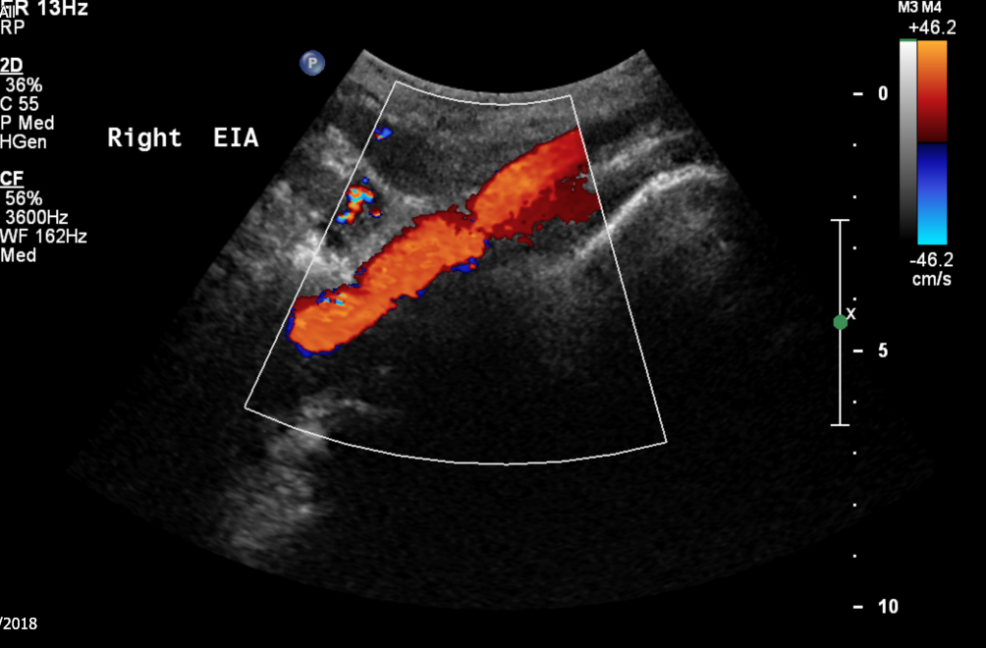 FR 13Hz
RP
2D
36%
C 55
P Med
HGen
CF
56%
3600Hz
WF 162Hz
Med
P
Right EIA
M3 M4
+46.2
-46.2
cm/s
0
x
5
10
/2018